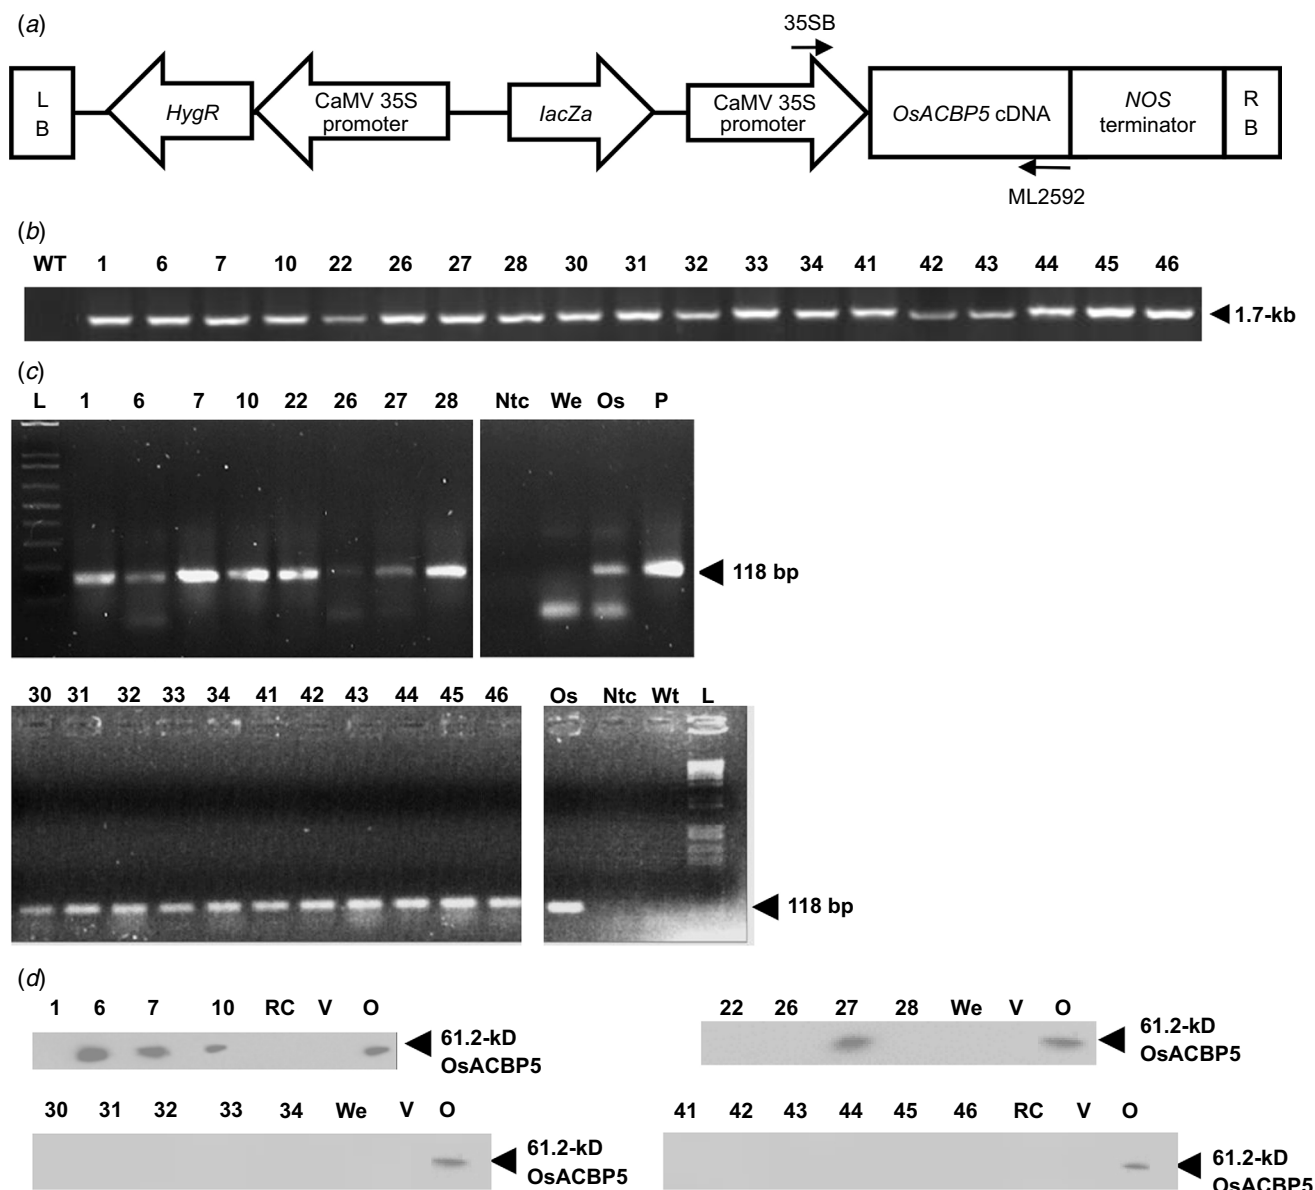 (a)
35SB
L
B
HygR
CaMV 35S
promoter
lacZa
CaMV 35S
promoter
OsACBP5 cDNA
NOS
terminator
R
B
ML2592
(b)
WT 1 6 7 10 22 26 27 28 30 31 32 33 34 41 42 43 44 45 46
1.7-kb
(c)
L 1 6 7 10 22 26 27 28 Ntc We Os P
118 bp
30 31 32 33 34 41 42 43 44 45 46 Os Ntc Wt L
118 bp
(d)
1 6 7 10 RC V O
61.2-kD
OsACBP5
22 26 27 28 We V O
61.2-kD
OsACBP5
30 31 32 33 34 We V O
61.2-kD
OsACBP5
41 42 43 44 45 46 RC V O
61.2-kD
OsACBP5